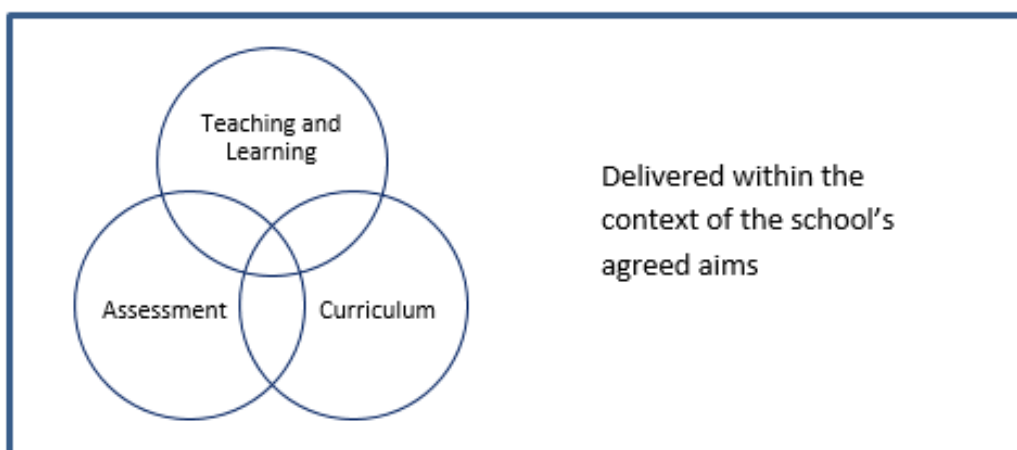 Teaching and
Learning
Assessment
Curriculum
Delivered within the
context of the school’s
agreed aims